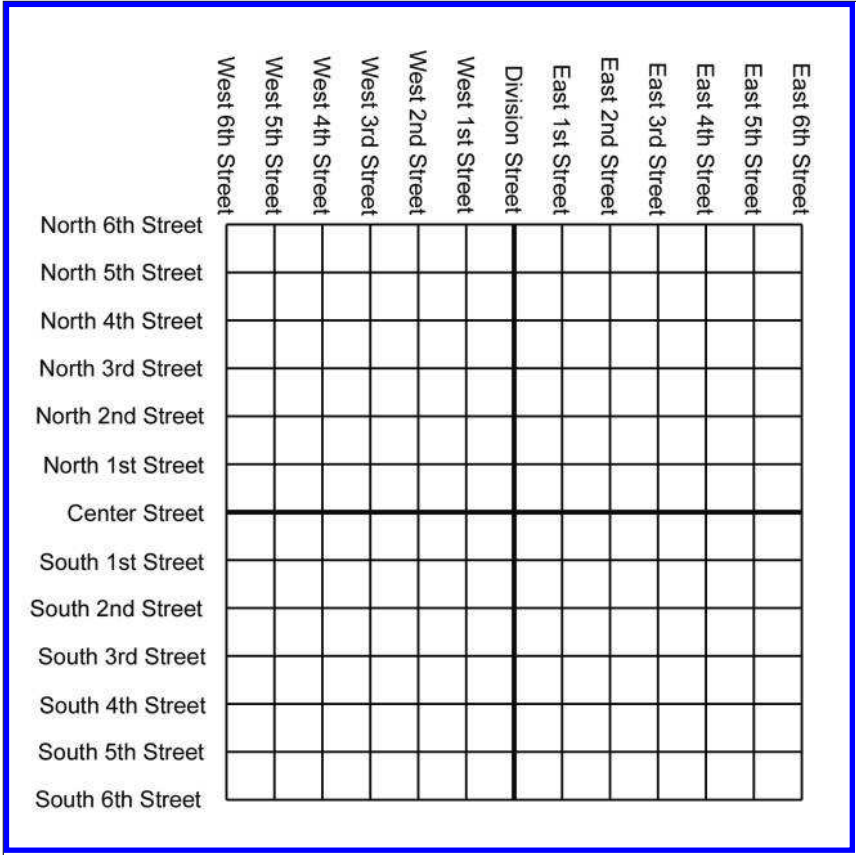 West 6th Street
West 5th Street
West 4th Street
West 3rd Street
West 2nd Street
West 1st Street
Division Street
East 1st Street
East 2nd Street
East 3rd Street
East 4th Street
East 5th Street
East 6th Street
North 6th Street
North 5th Street
North 4th Street
North 3rd Street
North 2nd Street
North 1st Street
Center Street
South 1st Street
South 2nd Street
South 3rd Street
South 4th Street
South 5th Street
South 6th Street